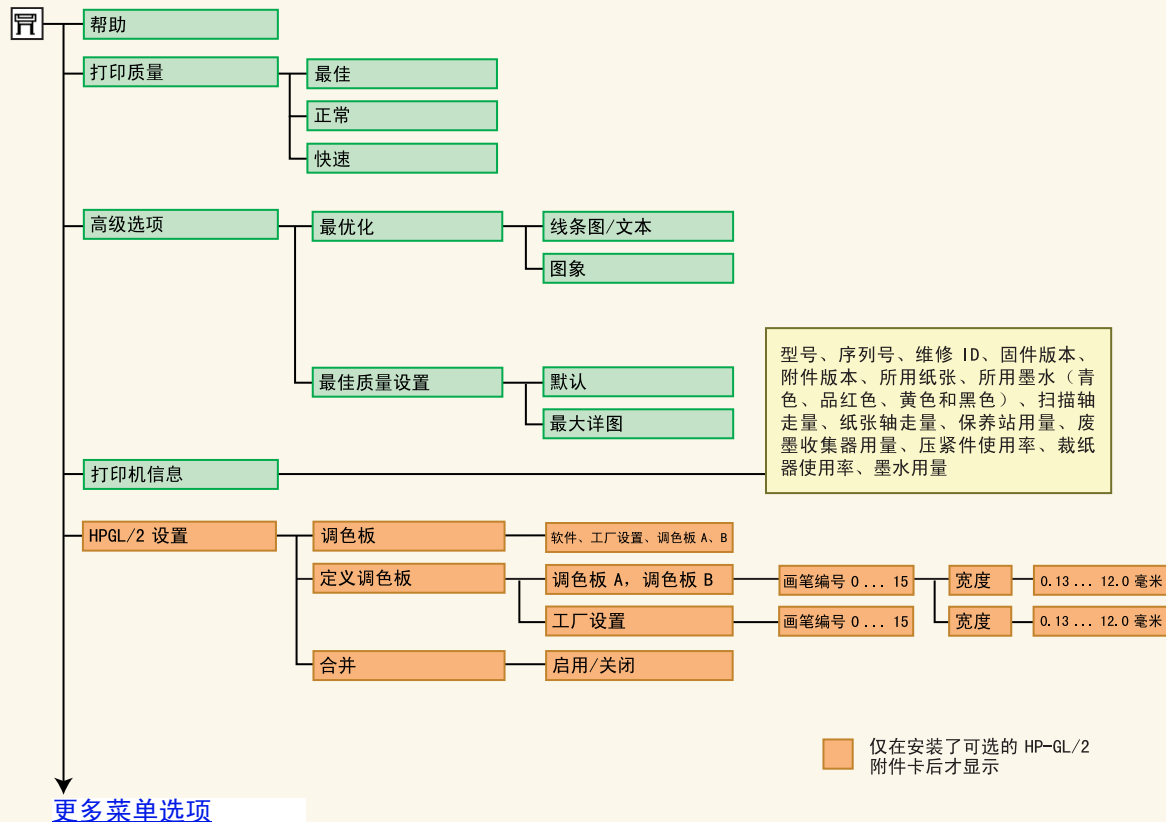 帮助
打印质量
最佳
正常
快速
高级选项
最优化
线条图/文本
图象
最佳质量设置
默认
最大详图
打印机信息
型号、序列号、维修 ID、固件版本、
附件版本、所用纸张、所用墨水（青
色、品红色、黄色和黑色）、扫描轴
走量、纸张轴走量、保养站用量、废
墨收集器用量、压紧件使用率、裁纸
器使用率、墨水用量
HPGL/2 设置
调色板
软件、工厂设置、调色板 A、B
定义调色板
调色板 A，调色板 B
画笔编号 0... 15
宽度
0.13... 12.0 毫米
工厂设置
画笔编号 0... 15
宽度
0.13... 12.0 毫米
合并
启用/关闭
仅在安装了可选的 HP-GL/2
附件卡后才显示
更多菜单选项